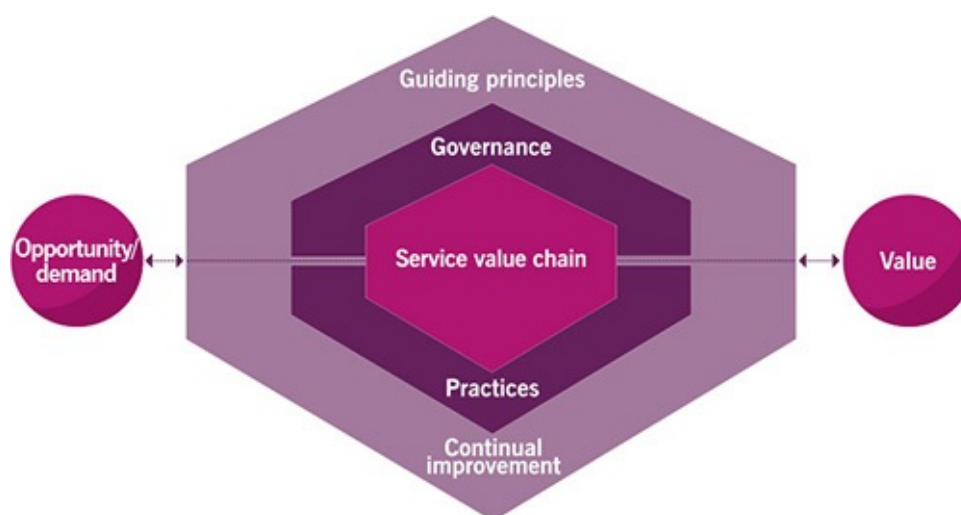 Guiding principles
Governance
Opportunity/
demand
Service value chain
Value
Practices
Continual
improvement